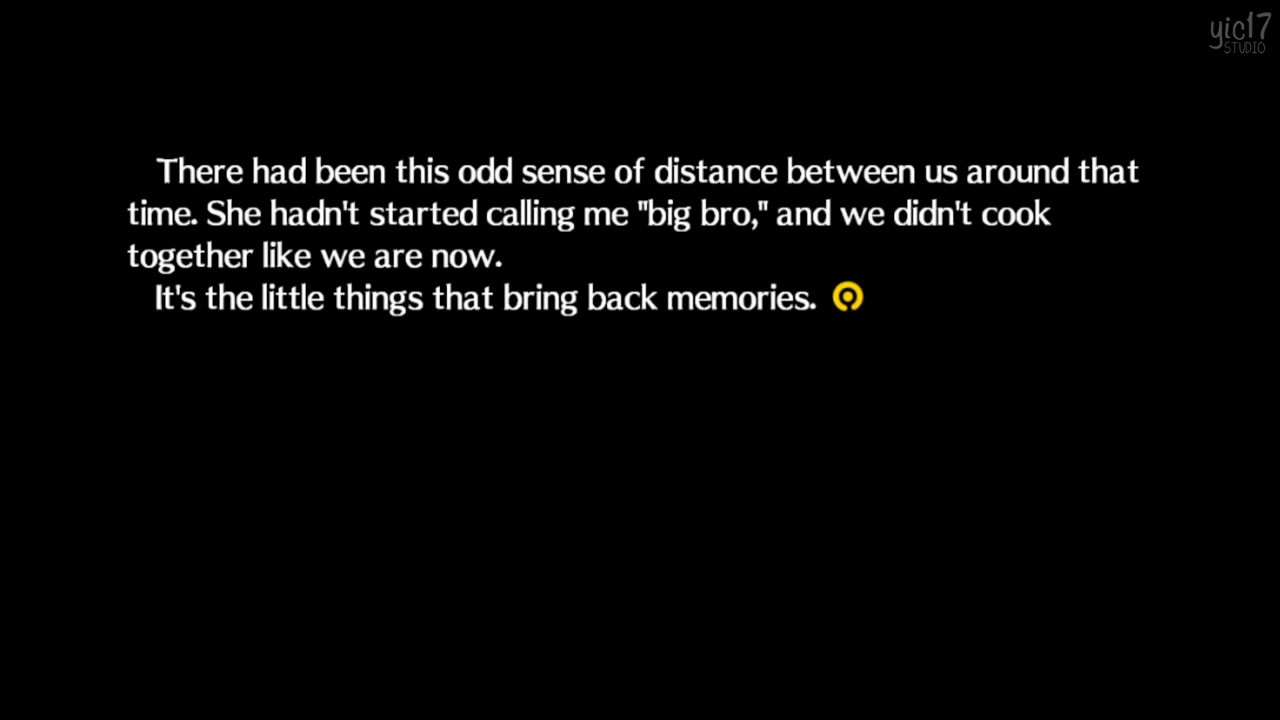 yic17
STUDIO
There had been this odd sense of distance between us around that
time. She hadn't started calling me "big bro," and we didn't cook
together like we are now.
It's the little things that bring back memories.